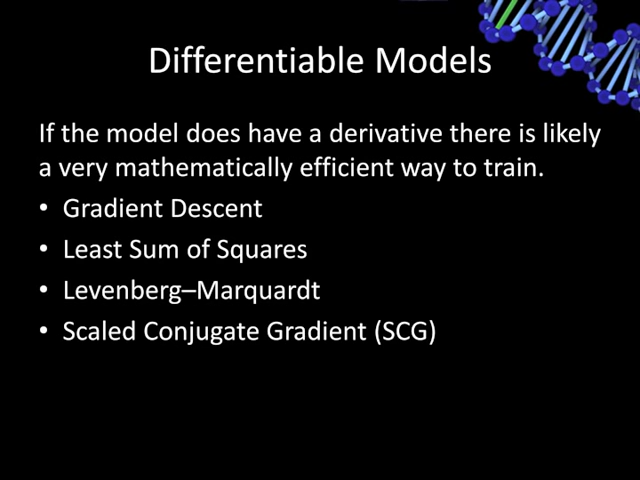 Differentiable Models
If the model does have a derivative there is likely
a very mathematically efficient way to train.
• Gradient Descent
• Least Sum of Squares
• Levenberg–Marquardt
• Scaled Conjugate Gradient (SCG)